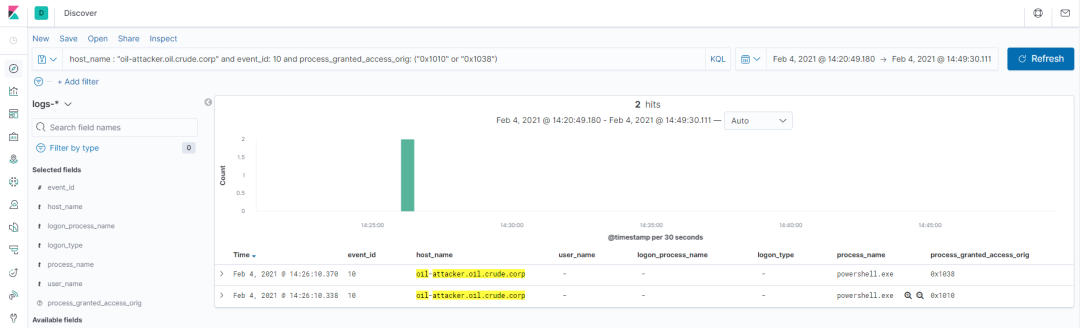 D Discover
New Save Open Share Inspect
host_name : "oil-attacker.oil.crude.corp" and event_id: 10 and process_granted_access_orig: ("0x1010" or "0x1038") KQL Feb 4, 2021 @ 14:20:49.180 → Feb 4, 2021 @ 14:49:30.111 Refresh
+ Add filter
logs-*
Search field names
Filter by type 0
Selected fields
# event_id
t host_name
t logon_process_name
t logon_type
t process_name
t user_name
? process_granted_access_orig
Available fields
2 hits
Feb 4, 2021 @ 14:20:49.180 - Feb 4, 2021 @ 14:49:30.111 — Auto
Count
2
1.5
1
0.5
0
14:25:00 14:30:00 14:35:00 14:40:00 14:45:00
@timestamp per 30 seconds
Time event_id host_name user_name logon_process_name logon_type process_name process_granted_access_orig
Feb 4, 2021 @ 14:26:10.370 10 oil-attacker.oil.crude.corp - - - powershell.exe 0x1038
Feb 4, 2021 @ 14:26:10.338 10 oil-attacker.oil.crude.corp - - - powershell.exe 0x1010